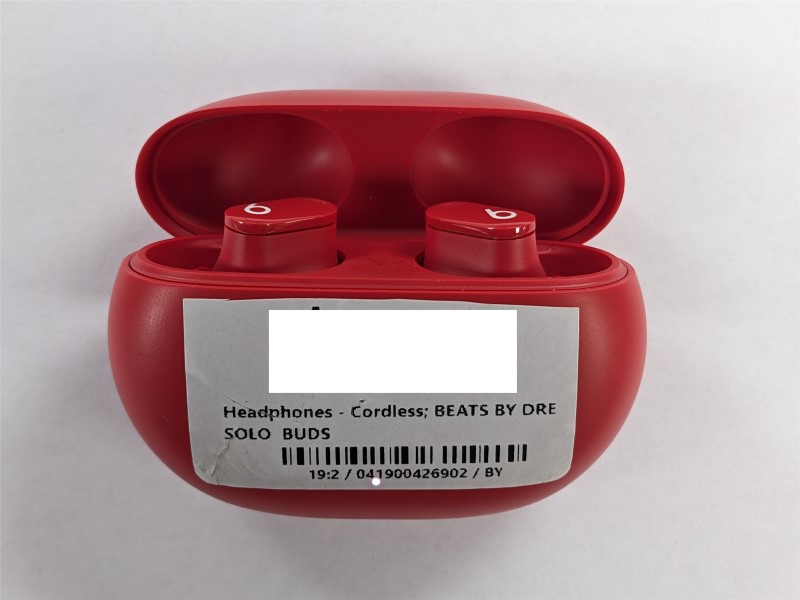 Headphones - Cordless; BEATS BY DRE
SOLO BUDS
19:2 / 041900426902 / BY